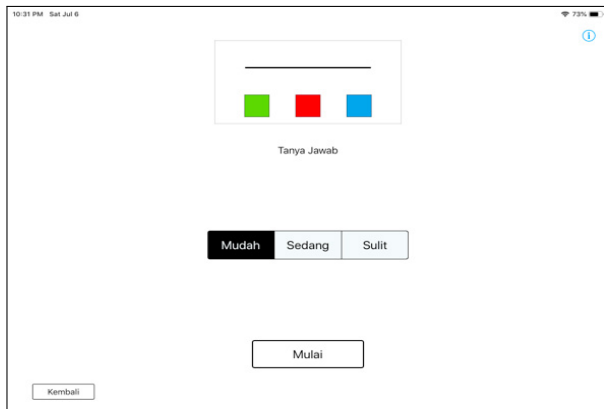 10:31 PM Sat Jul 6 73%
Tanya Jawab
Mudah Sedang Sulit
Mulai
Kembali